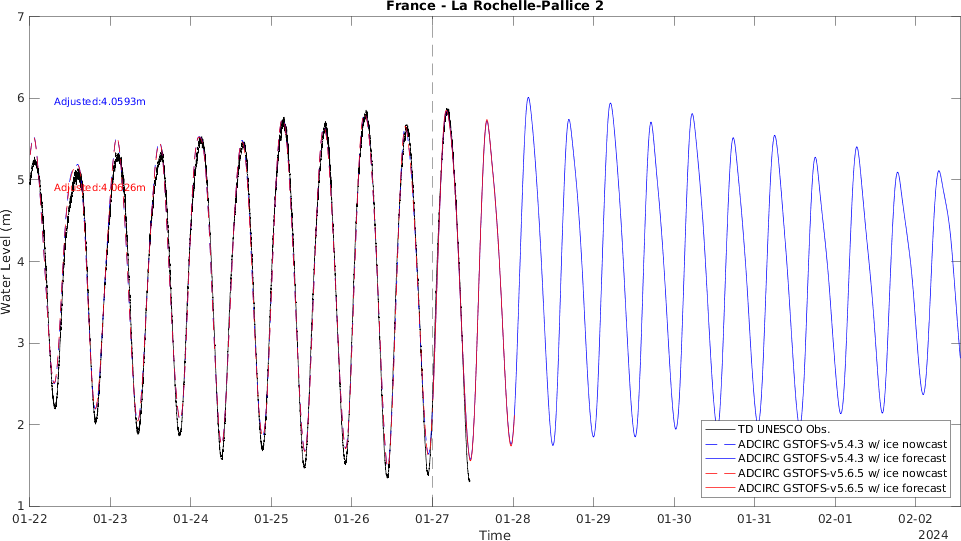 France - La Rochelle-Pallice 2
7
6
5
4
3
2
1
Water Level (m)
Adjusted:4.0593m
Adjusted:4.0626m
TD UNESCO Obs.
ADCIRC GSTOFS-v5.4.3 w/ ice nowcast
ADCIRC GSTOFS-v5.4.3 w/ ice forecast
ADCIRC GSTOFS-v5.6.5 w/ ice nowcast
ADCIRC GSTOFS-v5.6.5 w/ ice forecast
01-22 01-23 01-24 01-25 01-26 01-27 01-28 01-29 01-30 01-31 02-01 02-02
Time
2024